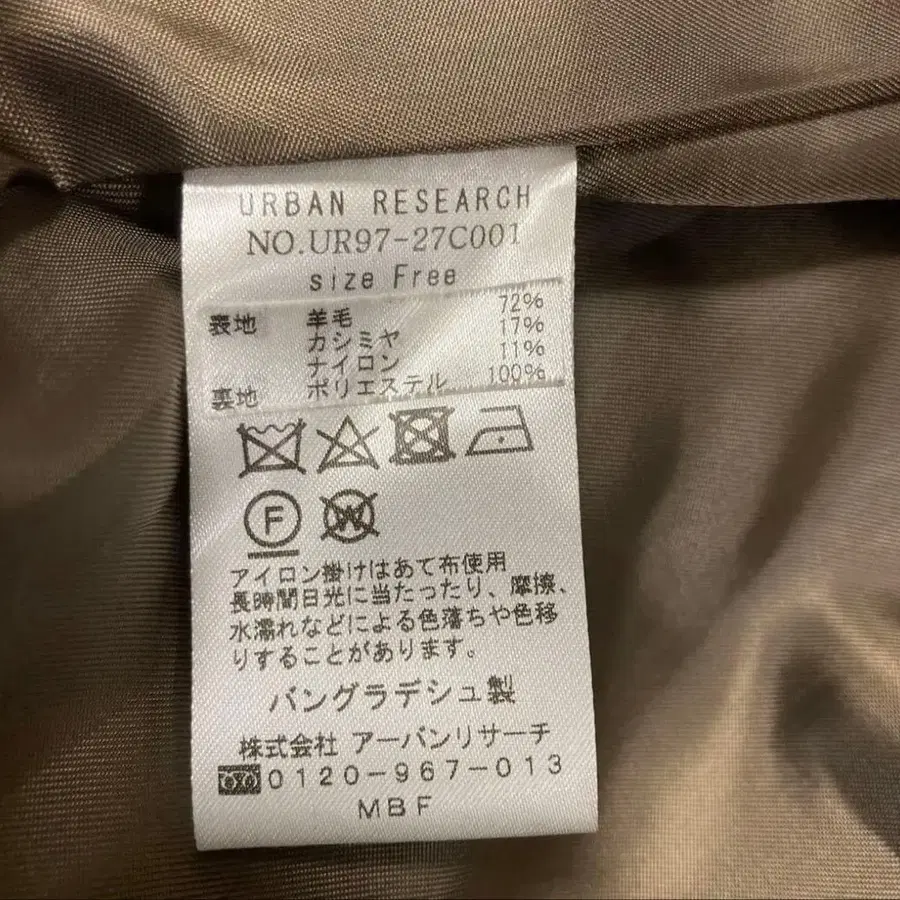 URBAN RESEARCH
NO.UR97-27C001
size Free
表地 羊毛 72%
カシミヤ 17%
ナイロン 11%
裏地 ポリエステル 100%
F W
アイロン掛けはあて布使用
長時間日光に当たったり、摩擦、
水濡れなどによる色落ちや色移
りすることがあります。
バングラデシュ製
株式会社 アーバンリサーチ
0120-967-013
MBF